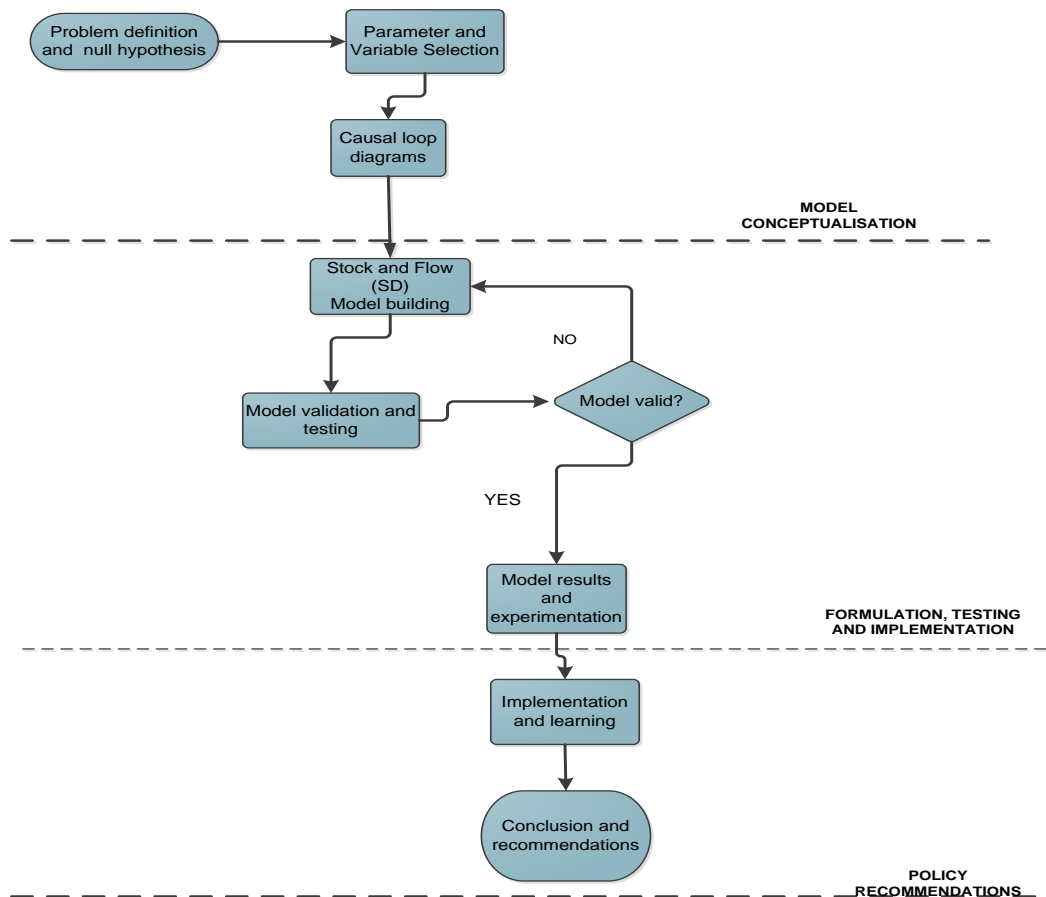 Problem definition
and null hypothesis
Parameter and
Variable Selection
Causal loop
diagrams
MODEL
CONCEPTUALISATION
Stock and Flow
(SD)
Model building
NO
Model validation and
testing
Model valid?
YES
Model results
and
experimentation
FORMULATION, TESTING
AND IMPLEMENTATION
Implementation
and learning
Conclusion and
recommendations
POLICY
RECOMMENDATIONS